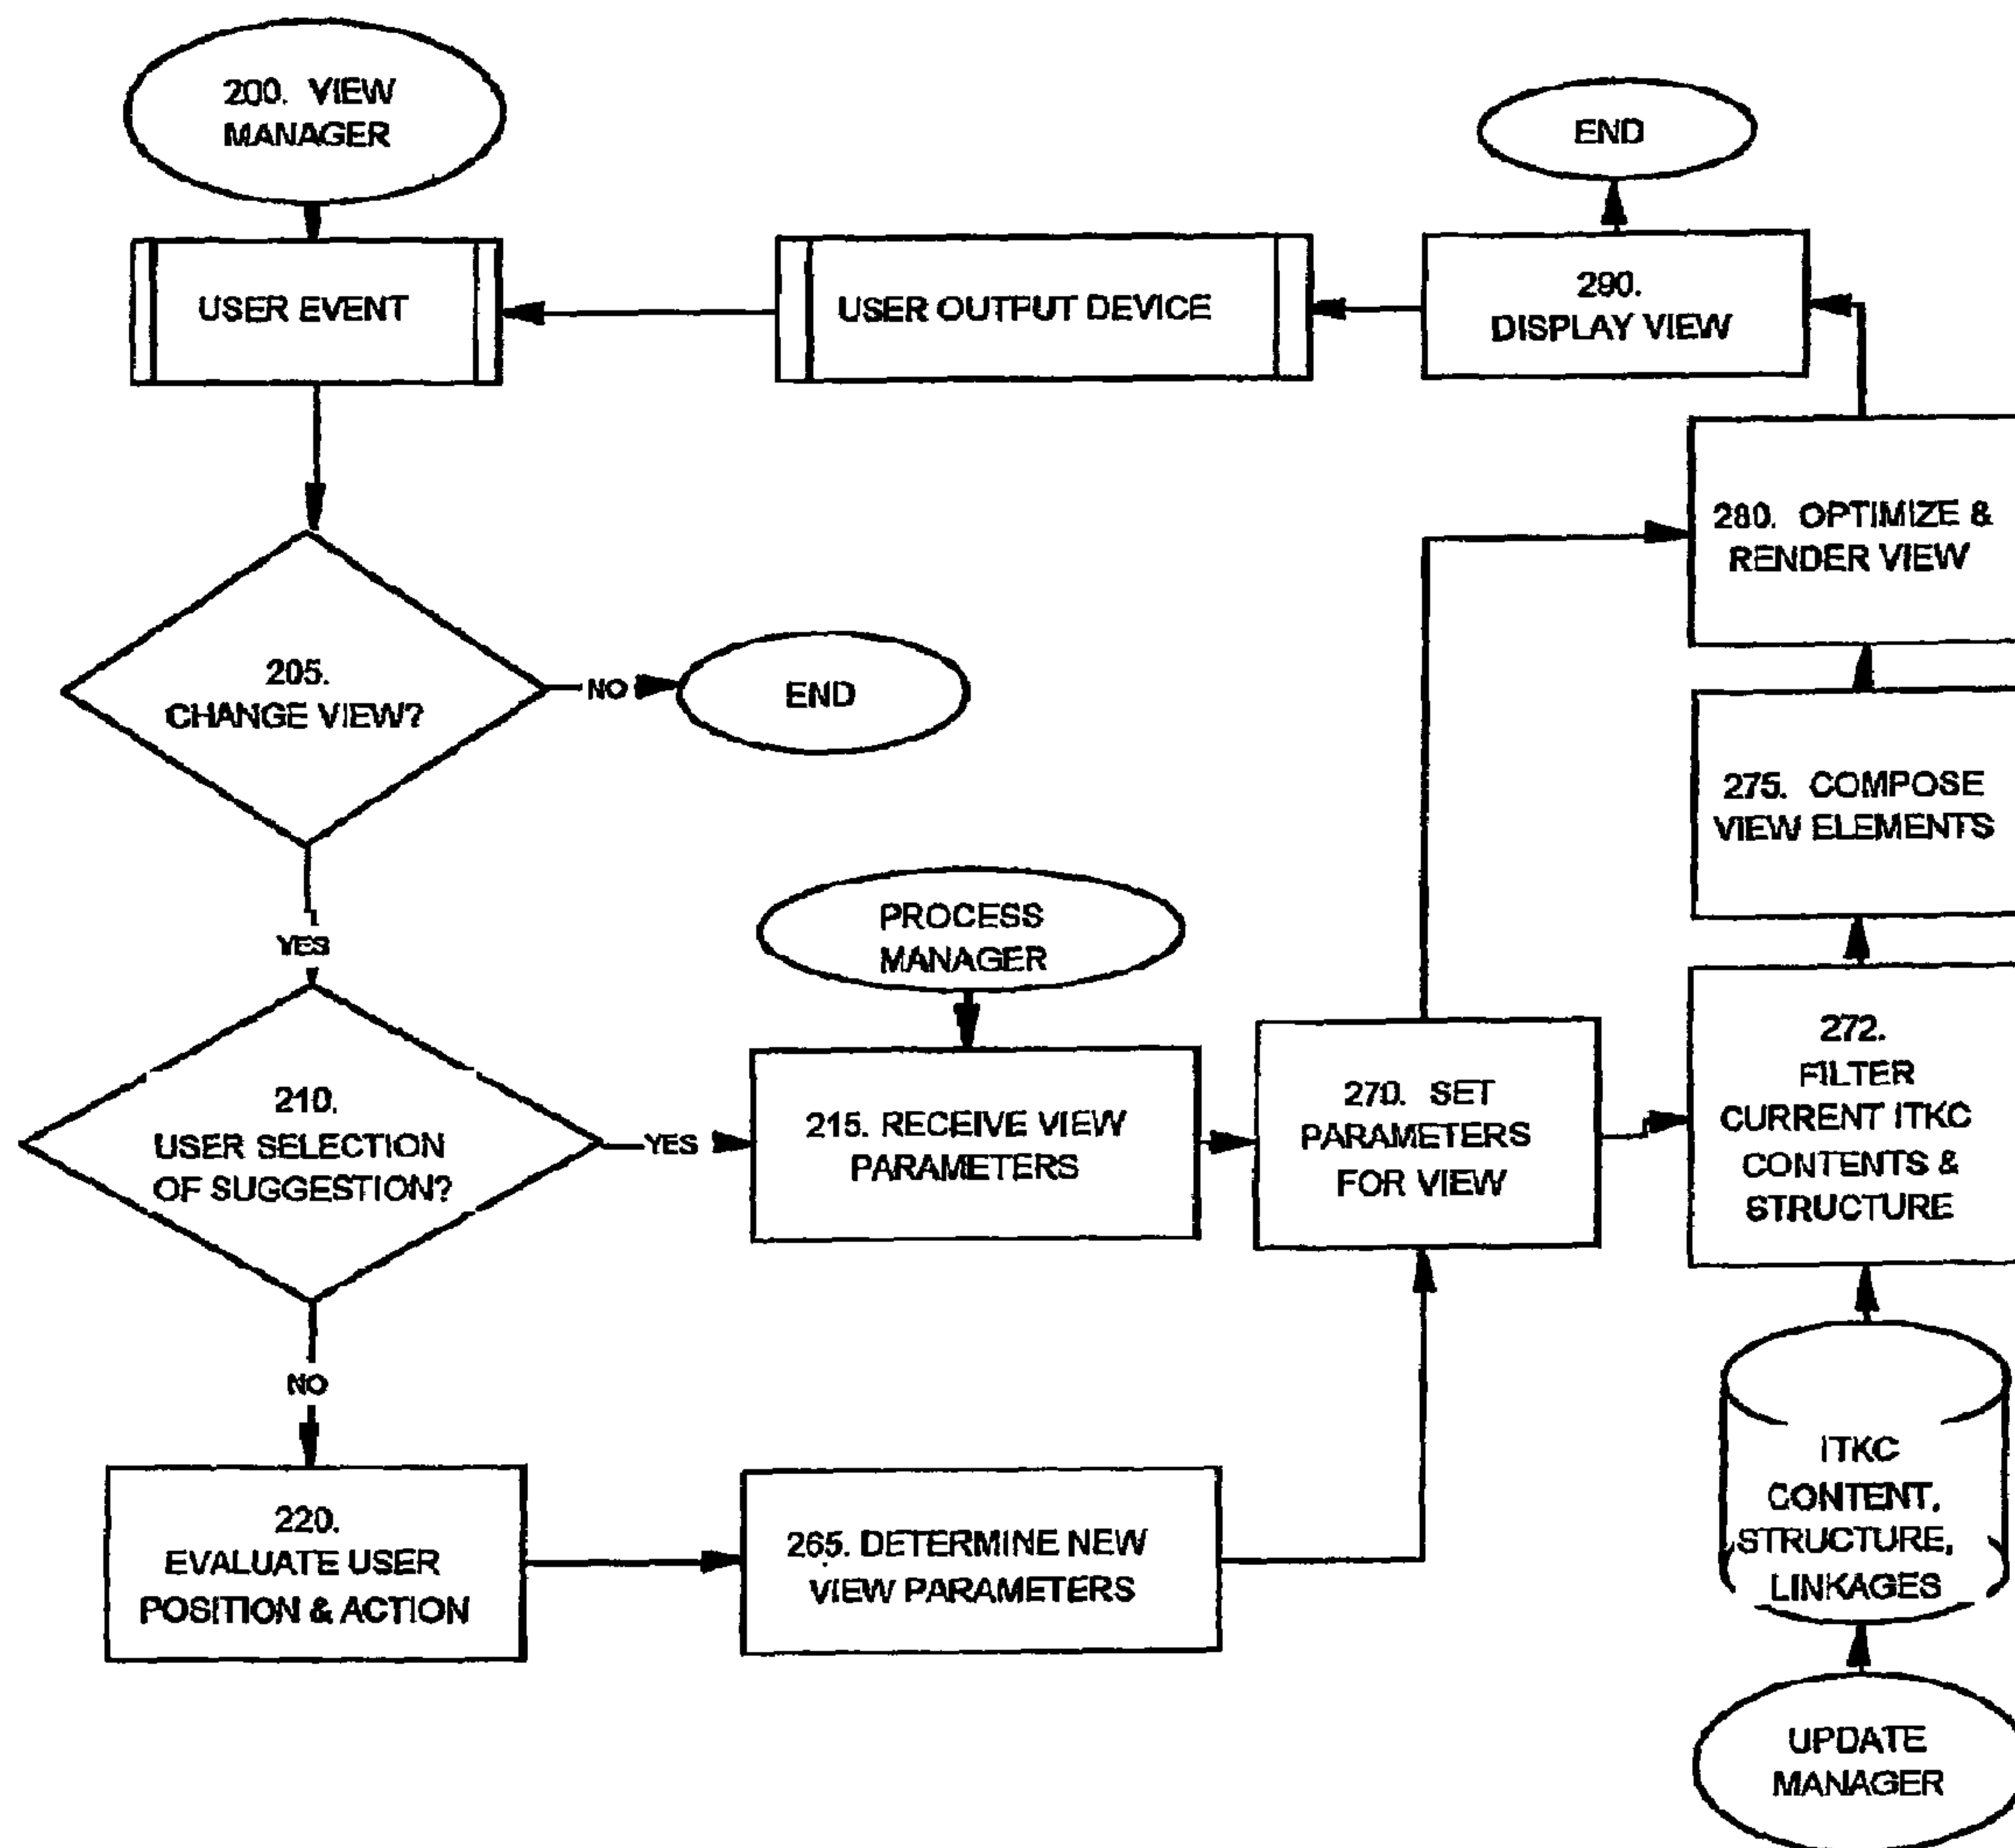 200. VIEW
MANAGER
END
USER EVENT
USER OUTPUT DEVICE
290.
DISPLAY VIEW
280. OPTIMIZE &
RENDER VIEW
205.
CHANGE VIEW?
NO
END
275. COMPOSE
VIEW ELEMENTS
YES
PROCESS
MANAGER
210.
USER SELECTION
OF SUGGESTION?
YES
215. RECEIVE VIEW
PARAMETERS
270. SET
PARAMETERS
FOR VIEW
272.
FILTER
CURRENT ITKC
CONTENTS &
STRUCTURE
NO
220.
EVALUATE USER
POSITION & ACTION
265. DETERMINE NEW
VIEW PARAMETERS
ITKC
CONTENT,
STRUCTURE,
LINKAGES
UPDATE
MANAGER